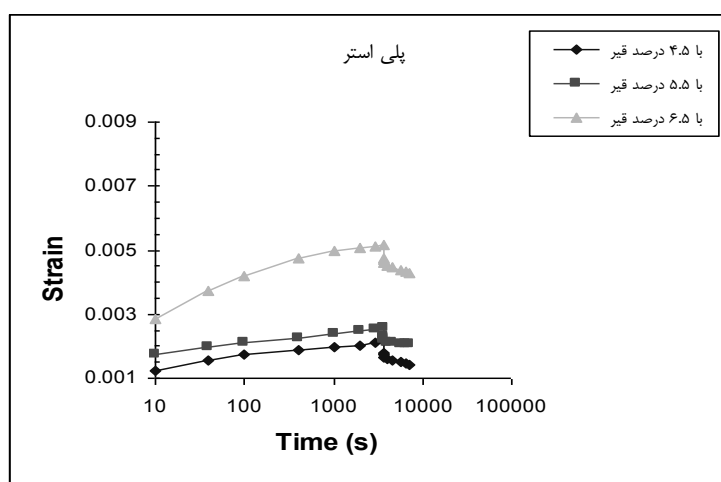 پلی استر
با ۴.۵ درصد قیر
با ۵.۵ درصد قیر
با ۶.۵ درصد قیر
0.009
0.007
0.005
0.003
0.001
Strain
10 100 1000 10000 100000
Time (s)